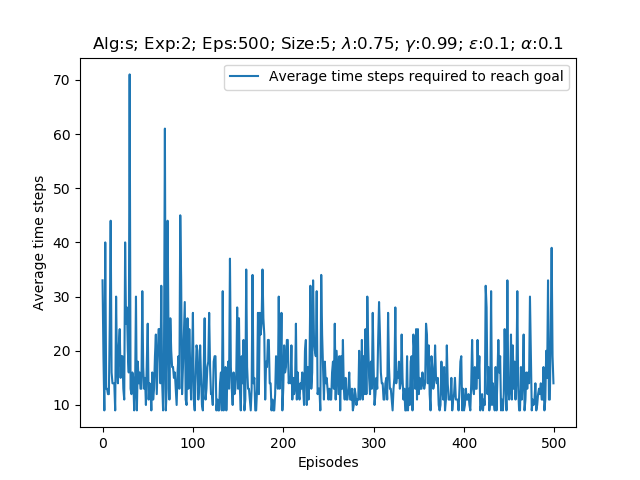 Alg:s; Exp:2; Eps:500; Size:5; λ:0.75; γ:0.99; ε:0.1; α:0.1
Average time steps required to reach goal
70
60
50
40
30
20
10
Average time steps
0 100 200 300 400 500
Episodes